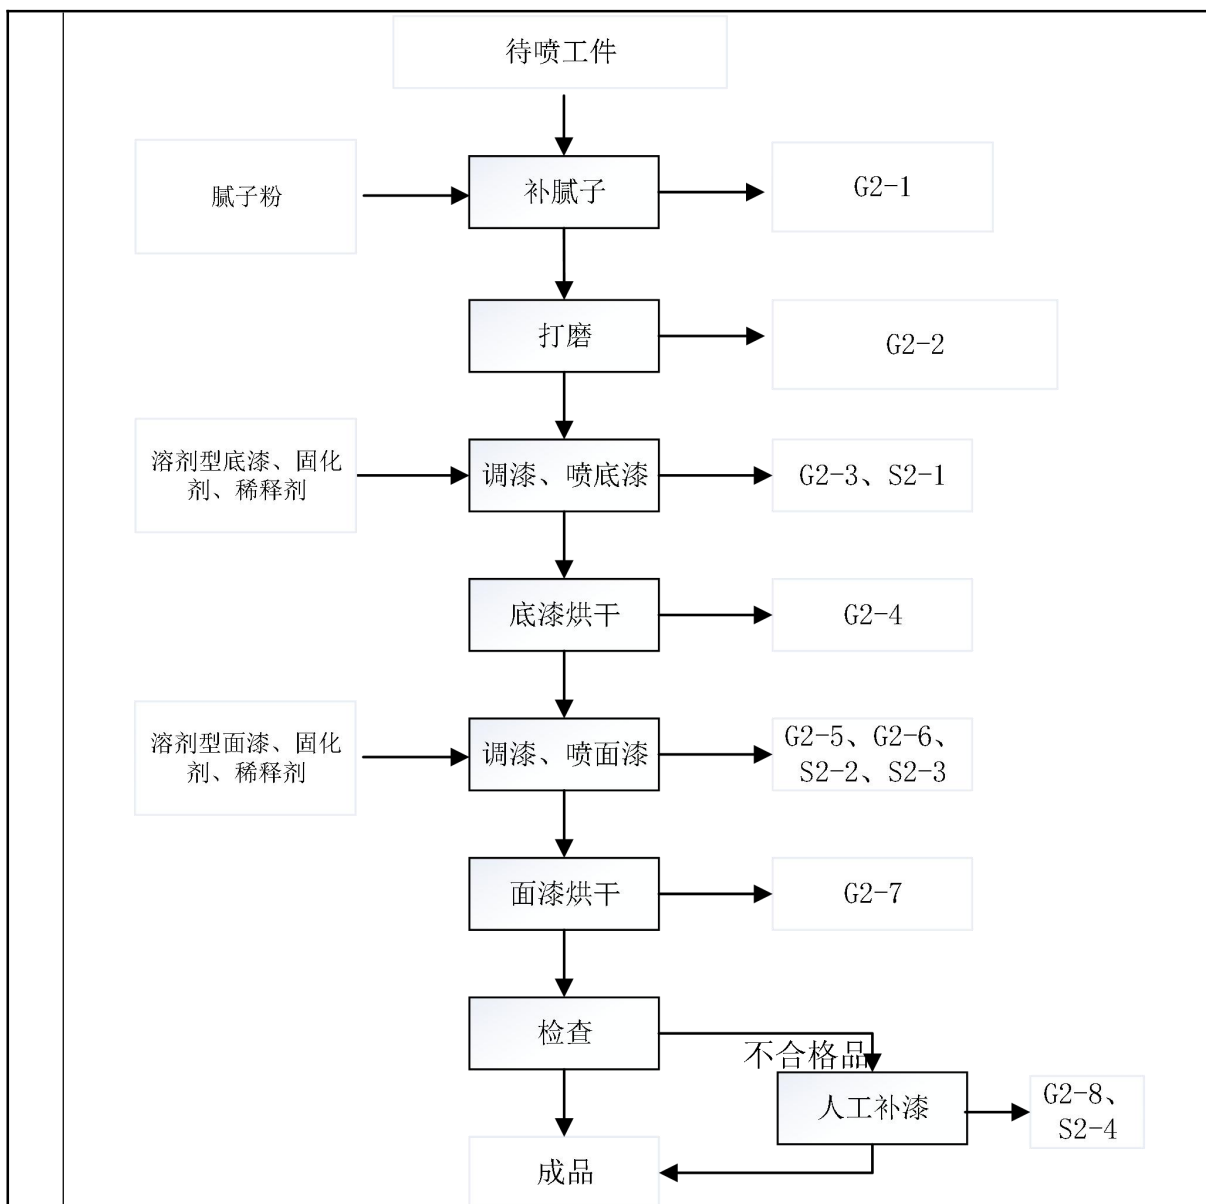 待喷工件
腻子粉
补腻子
G2-1
打磨
G2-2
溶剂型底漆、固化
剂、稀释剂
调漆、喷底漆
G2-3、S2-1
底漆烘干
G2-4
溶剂型面漆、固化
剂、稀释剂
调漆、喷面漆
G2-5、G2-6、
S2-2、S2-3
面漆烘干
G2-7
检查
不合格品
人工补漆
G2-8、
S2-4
成品